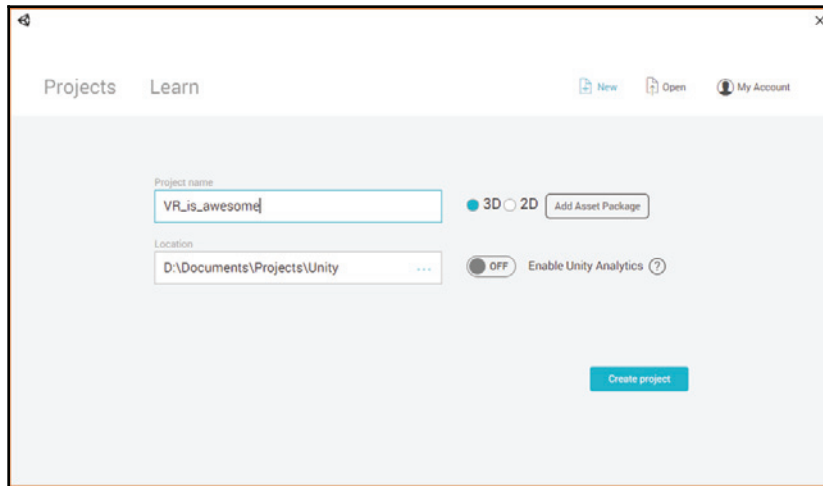 Projects Learn New Open My Account
Project name
VR_is_awesome 3D 2D Add Asset Package
Location
D:\Documents\Projects\Unity ... OFF Enable Unity Analytics ?
Create project